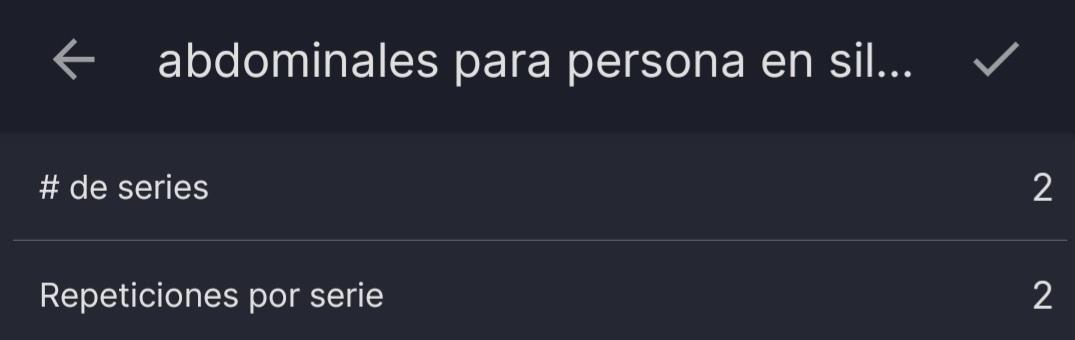 abdominales para persona en sil...
# de series 2
Repeticiones por serie 2